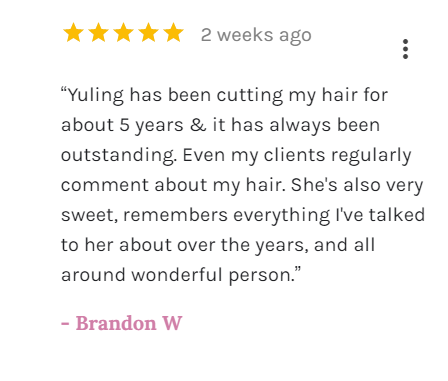 2 weeks ago
“Yuling has been cutting my hair for
about 5 years & it has always been
outstanding. Even my clients regularly
comment about my hair. She's also very
sweet, remembers everything I've talked
to her about over the years, and all
around wonderful person.”
- Brandon W